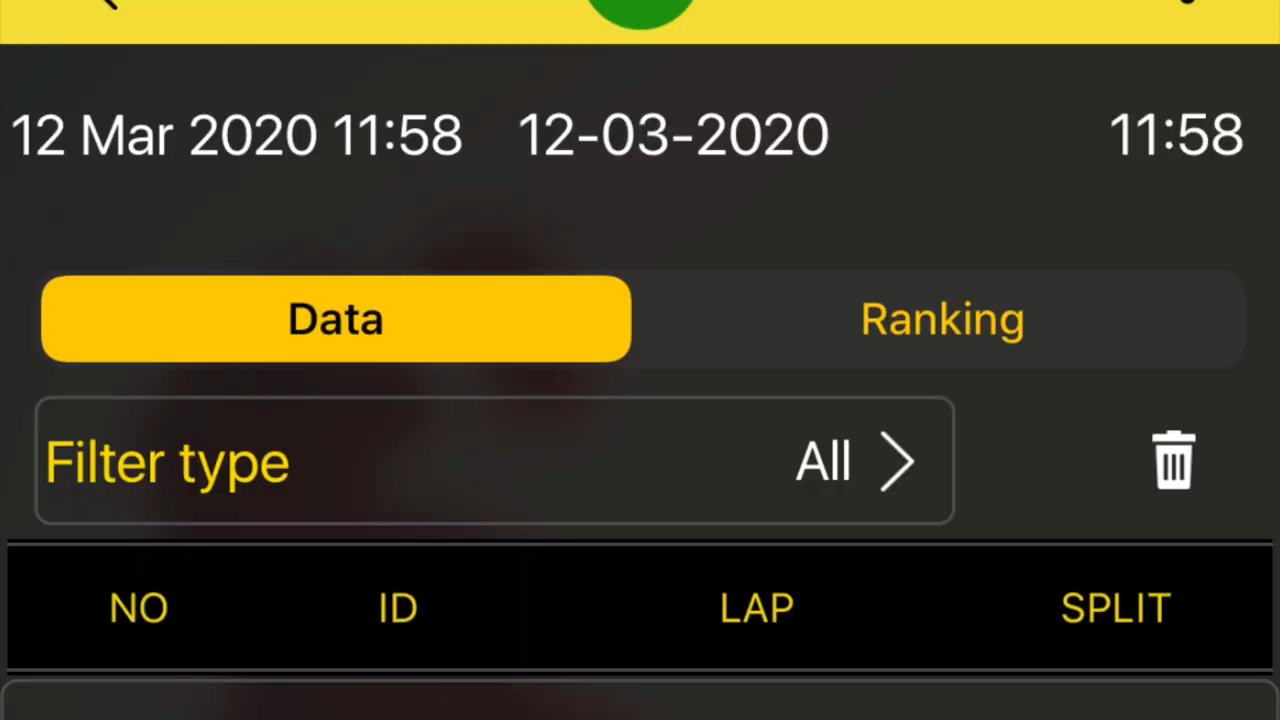 12 Mar 2020 11:58 12-03-2020 11:58
Data Ranking
Filter type All
NO ID LAP SPLIT